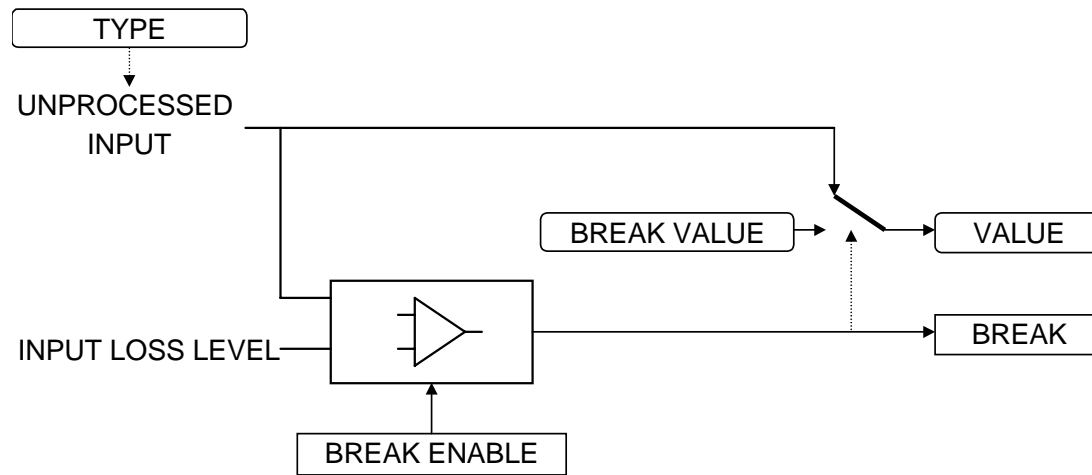 TYPE
UNPROCESSED
INPUT
BREAK VALUE
VALUE
INPUT LOSS LEVEL
BREAK
BREAK ENABLE